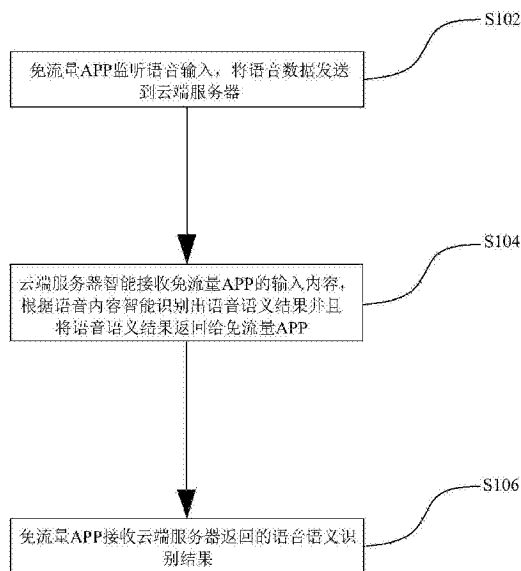 S102
免流量APP监听语音输入，将语音数据发送
到云端服务器
S104
云端服务器智能接收免流量APP的输入内容，
根据语音内容智能识别出语音语义结果并且
将语音语义结果返回给免流量APP
S106
免流量APP接收云端服务器返回的语音语义识
别结果